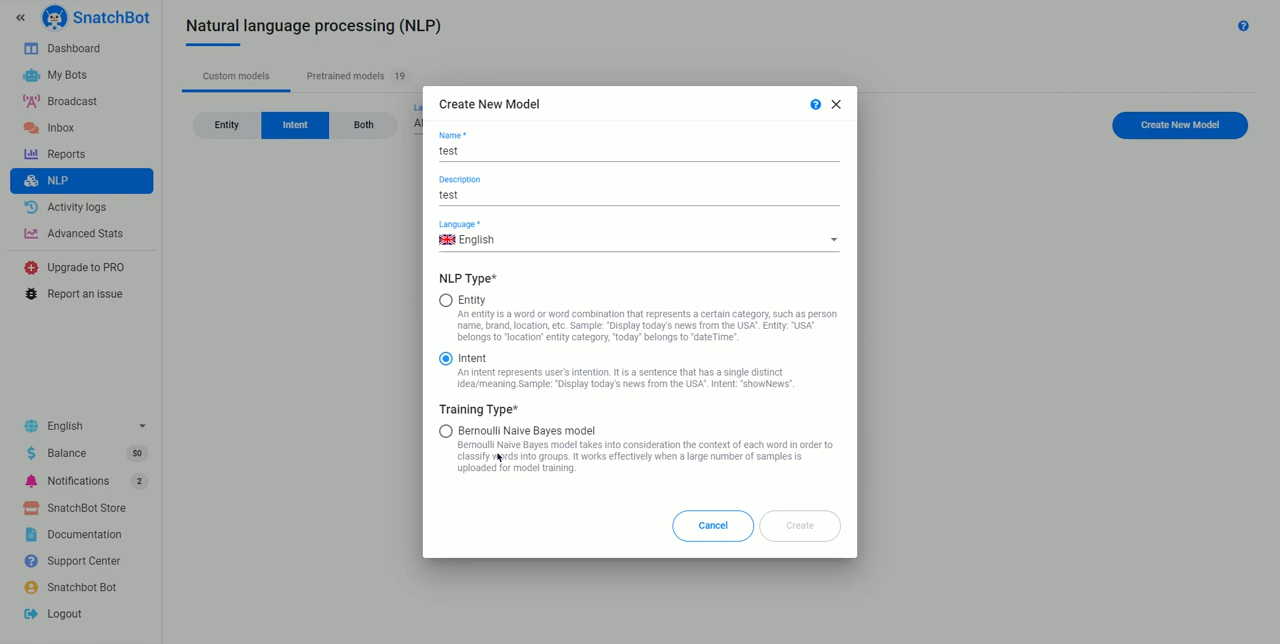 SnatchBot
Dashboard
My Bots
Broadcast
Inbox
Reports
NLP
Activity logs
Advanced Stats
Upgrade to PRO
Report an issue
English
Balance $0
Notifications 2
SnatchBot Store
Documentation
Support Center
Snatchbot Bot
Logout
Natural language processing (NLP)
Custom models Pretrained models 19
Entity Intent Both
Create New Model
Create New Model
Name *
test
Description
test
Language *
English
NLP Type*
Entity
An entity is a word or word combination that represents a certain category, such as person
name, brand, location, etc. Sample: "Display today's news from the USA". Entity: "USA"
belongs to "location" entity category, "today" belongs to "dateTime".
Intent
An intent represents user's intention. It is a sentence that has a single distinct
idea/meaning.Sample: "Display today's news from the USA". Intent: "showNews".
Training Type*
Bernoulli Naive Bayes model
Bernoulli Naive Bayes model takes into consideration the context of each word in order to
classify words into groups. It works effectively when a large number of samples is
uploaded for model training.
Cancel Create